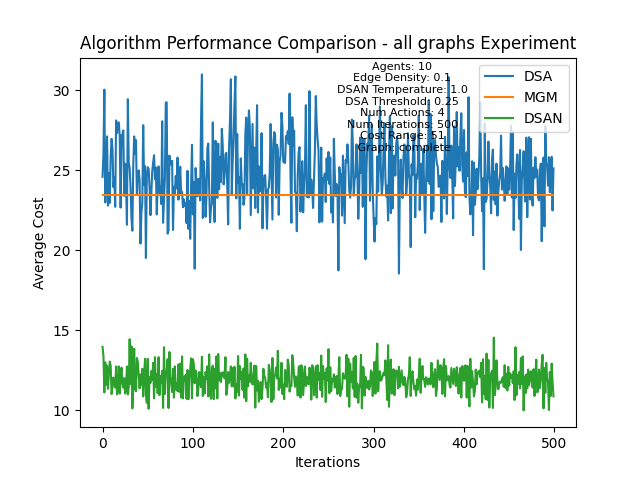 Algorithm Performance Comparison - all graphs Experiment
Agents: 10
Edge Density: 0.1
DSAN Temperature: 1.0
DSA Threshold: 0.25
Num Actions: 4
Num Iterations: 500
Cost Range: 51
Graph: complete
DSA
MGM
DSAN
Average Cost
30
25
20
15
10
0 100 200 300 400 500
Iterations